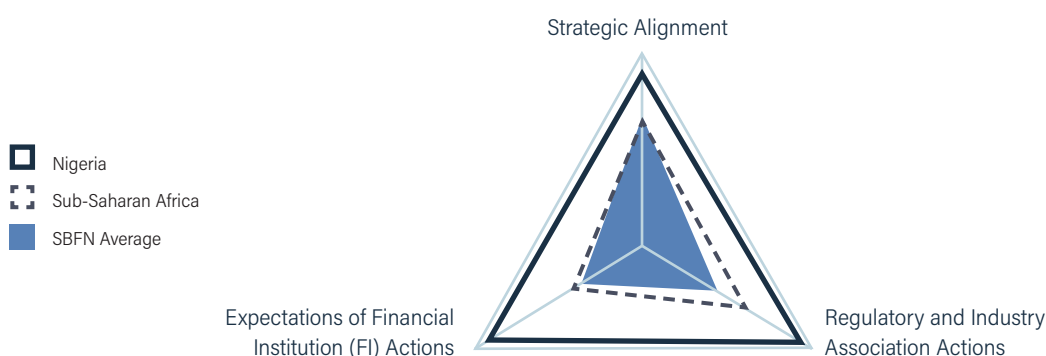 Strategic Alignment
Nigeria
Sub-Saharan Africa
SBFN Average
Expectations of Financial
Institution (FI) Actions
Regulatory and Industry
Association Actions